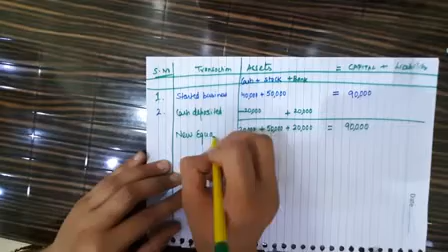 S.No Transaction Assets = CAPITAL + Liabilities
Cash + Stock + Bank
1. Started business 40,000 + 50,000 = 90,000
2. Cash deposited -20,000 + 20,000
New Equa 20,000 + 50,000 + 20,000 = 90,000